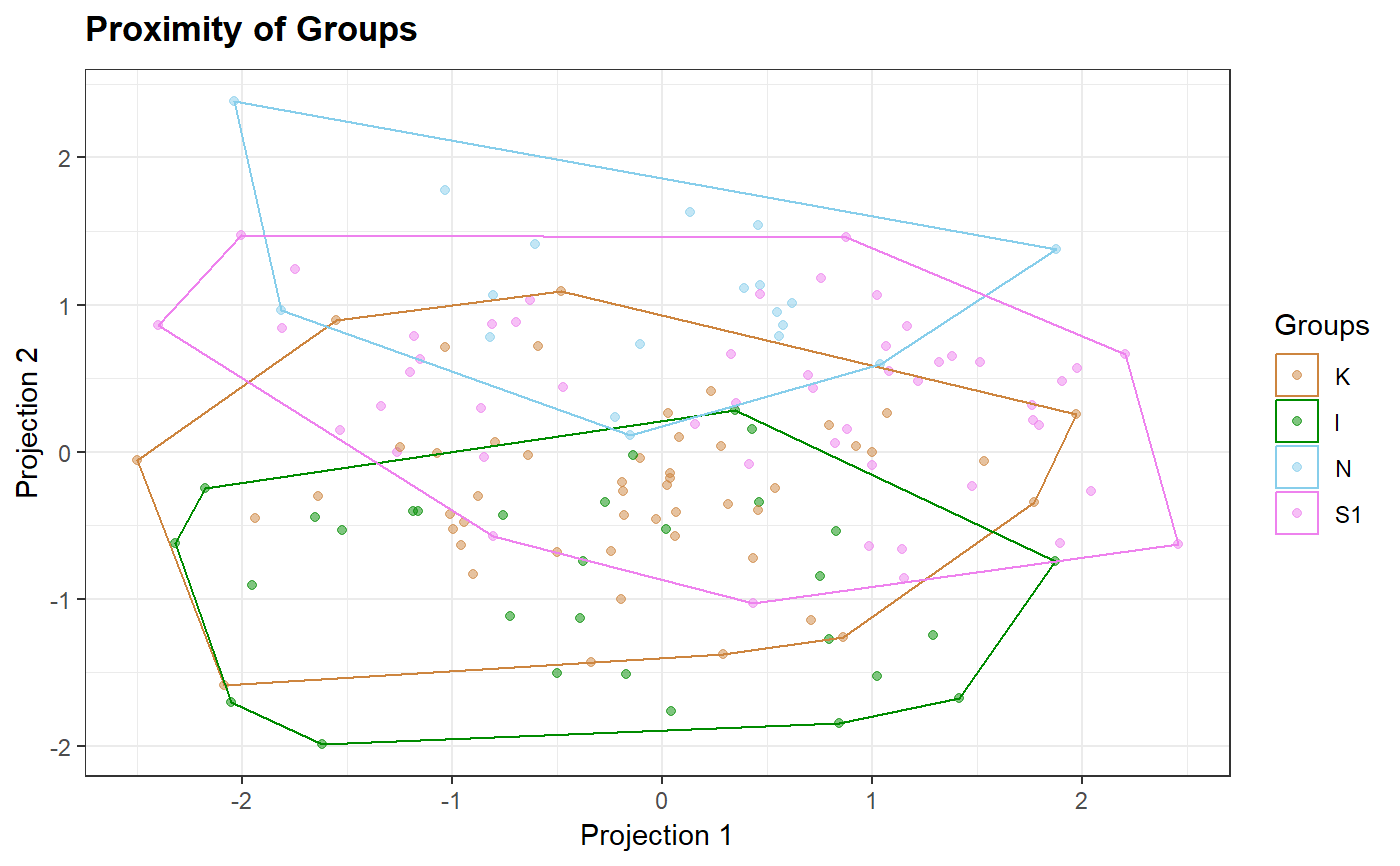 Proximity of Groups
Projection 2
2
1
0
-1
-2
-2
-1
0
1
2
Projection 1
Groups
K
I
N
S1